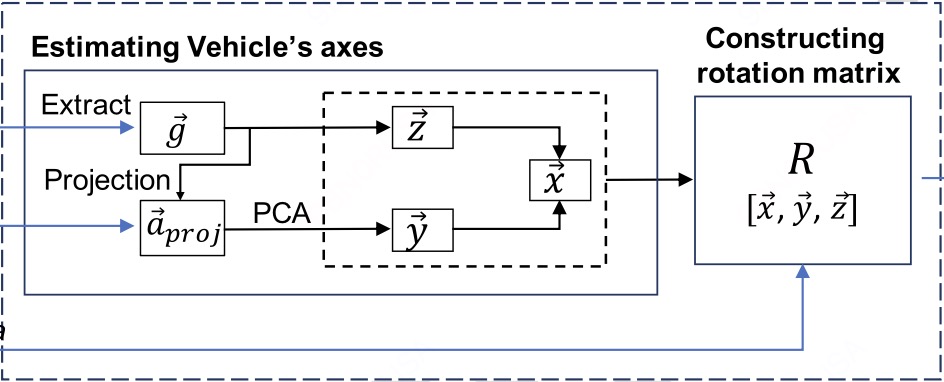 Estimating Vehicle's axes
Constructing
rotation matrix
Extract
g⃗
z⃗
Projection
x⃗
R
[x⃗, y⃗, z⃗]
a⃗proj
PCA
y⃗